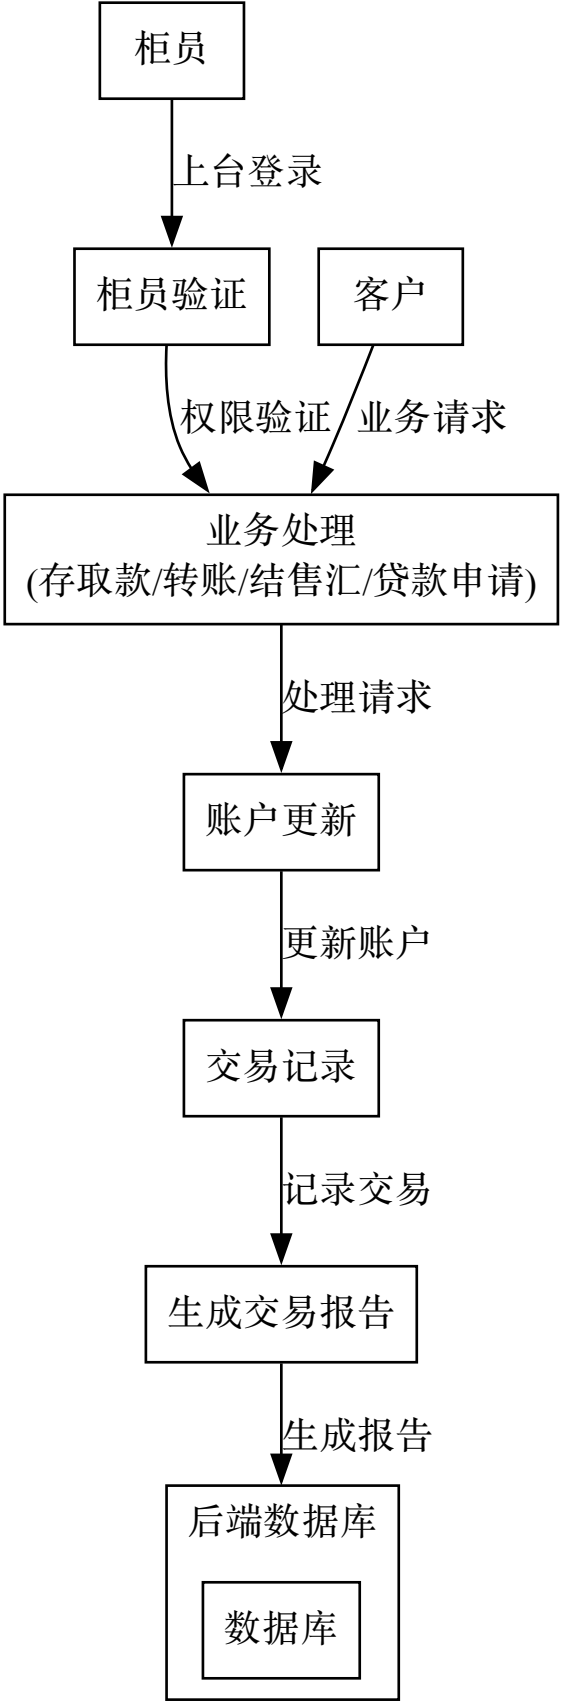 柜员
上台登录
柜员验证
客户
权限验证
业务请求
业务处理
(存取款/转账/结售汇/贷款申请)
处理请求
账户更新
更新账户
交易记录
记录交易
生成交易报告
生成报告
后端数据库
数据库